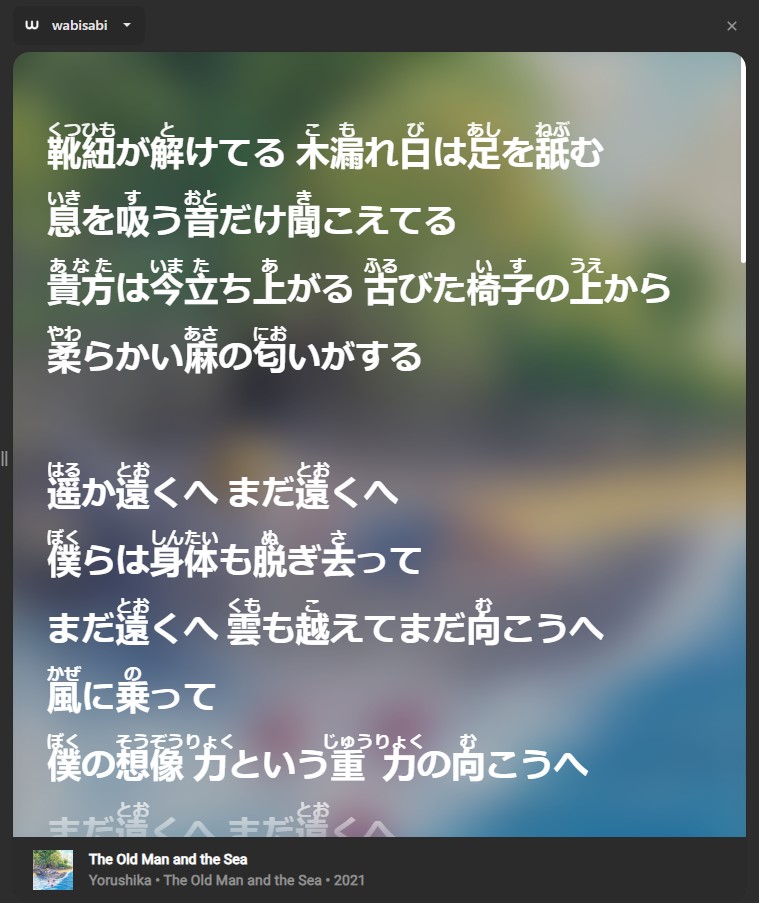 wabisabi
くつひも と こ も び あし ねぶ
靴紐が解けてる 木漏れ日は足を舐む
いき す おと き
息を吸う音だけ聞こえてる
あなた いま た あ ふる い す うえ
貴方は今立ち上がる 古びた椅子の上から
やわ あさ にお
柔らかい麻の匂いがする
はる とお とお
遥か遠くへ まだ遠くへ
ぼく しんたい ぬ さ
僕らは身体も脱ぎ去って
とお くも こ む
まだ遠くへ 雲も越えてまだ向こうへ
かぜ の
風に乗って
ぼく そうぞうりょく じゅうりょく む
僕の想像力という重力の向こうへ
とお とお
まだ遠くへ まだ遠くへ
The Old Man and the Sea
Yorushika • The Old Man and the Sea • 2021